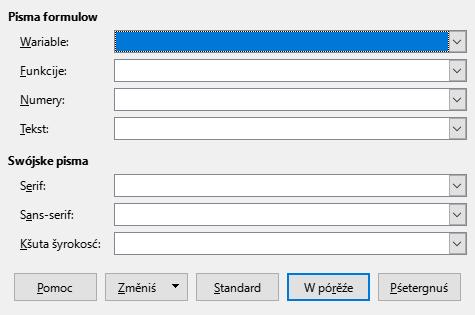 Pisma formulow
Wariable:
Funkcije:
Numery:
Tekst:
Swójske pisma
Serif:
Sans-serif:
Kšuta šyrokosć:
Pomoc Změniś Standard W pórěźe Pśetergnuś